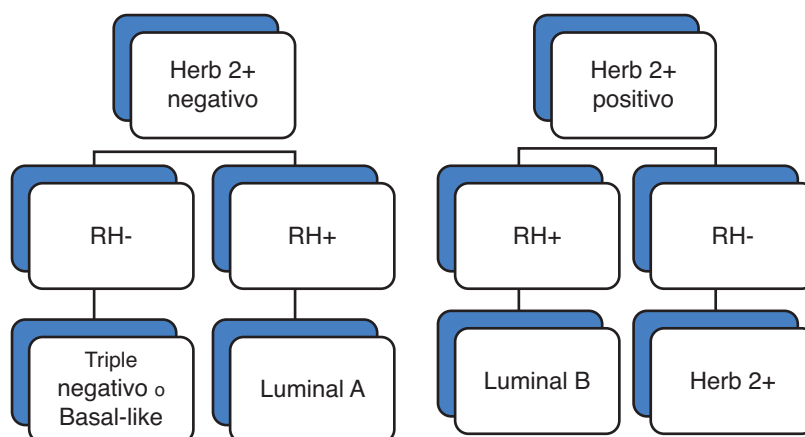 Herb 2+
negativo
Herb 2+
positivo
RH-
RH+
RH+
RH-
Triple
negativo o
Basal-like
Luminal A
Luminal B
Herb 2+